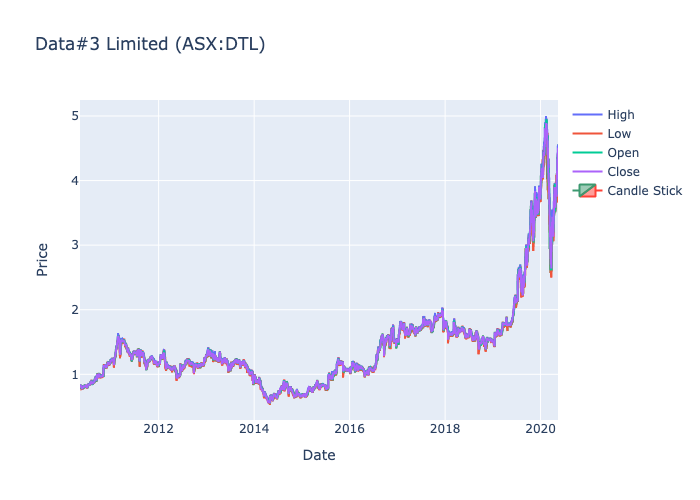 Data#3 Limited (ASX:DTL)
High
Low
Open
Close
Candle Stick
5
4
3
2
1
Price
2012
2014
2016
2018
2020
Date